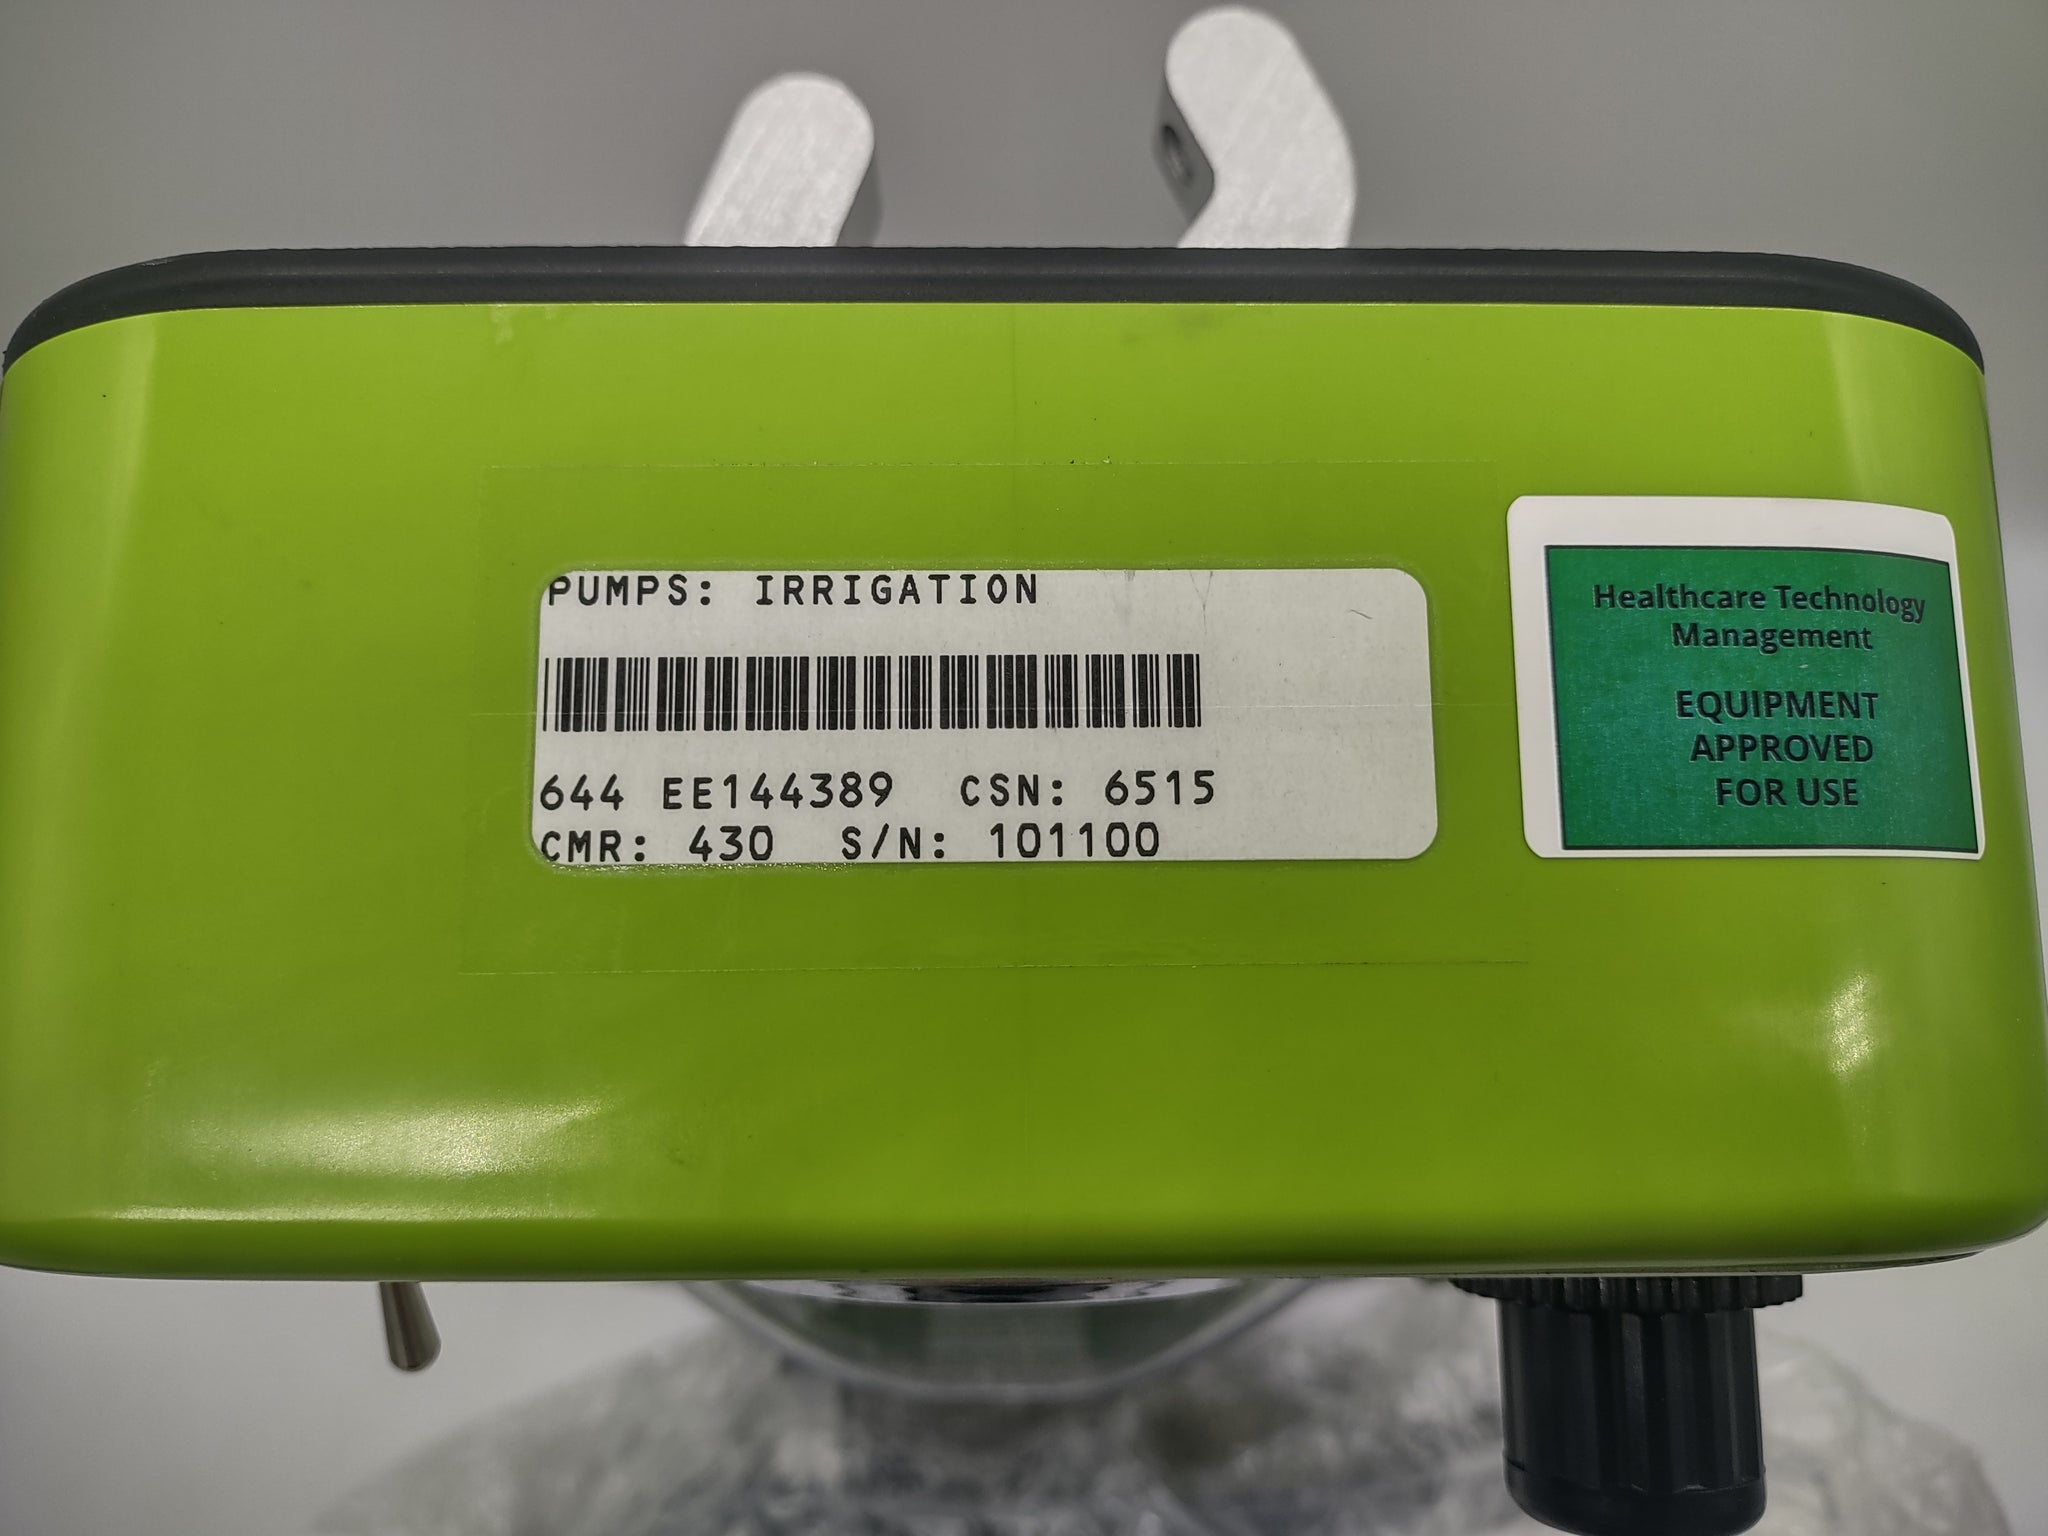 PUMPS: IRRIGATION
644 EE144389 CSN: 6515
CMR: 430 S/N: 101100
Healthcare Technology
Management
EQUIPMENT
APPROVED
FOR USE